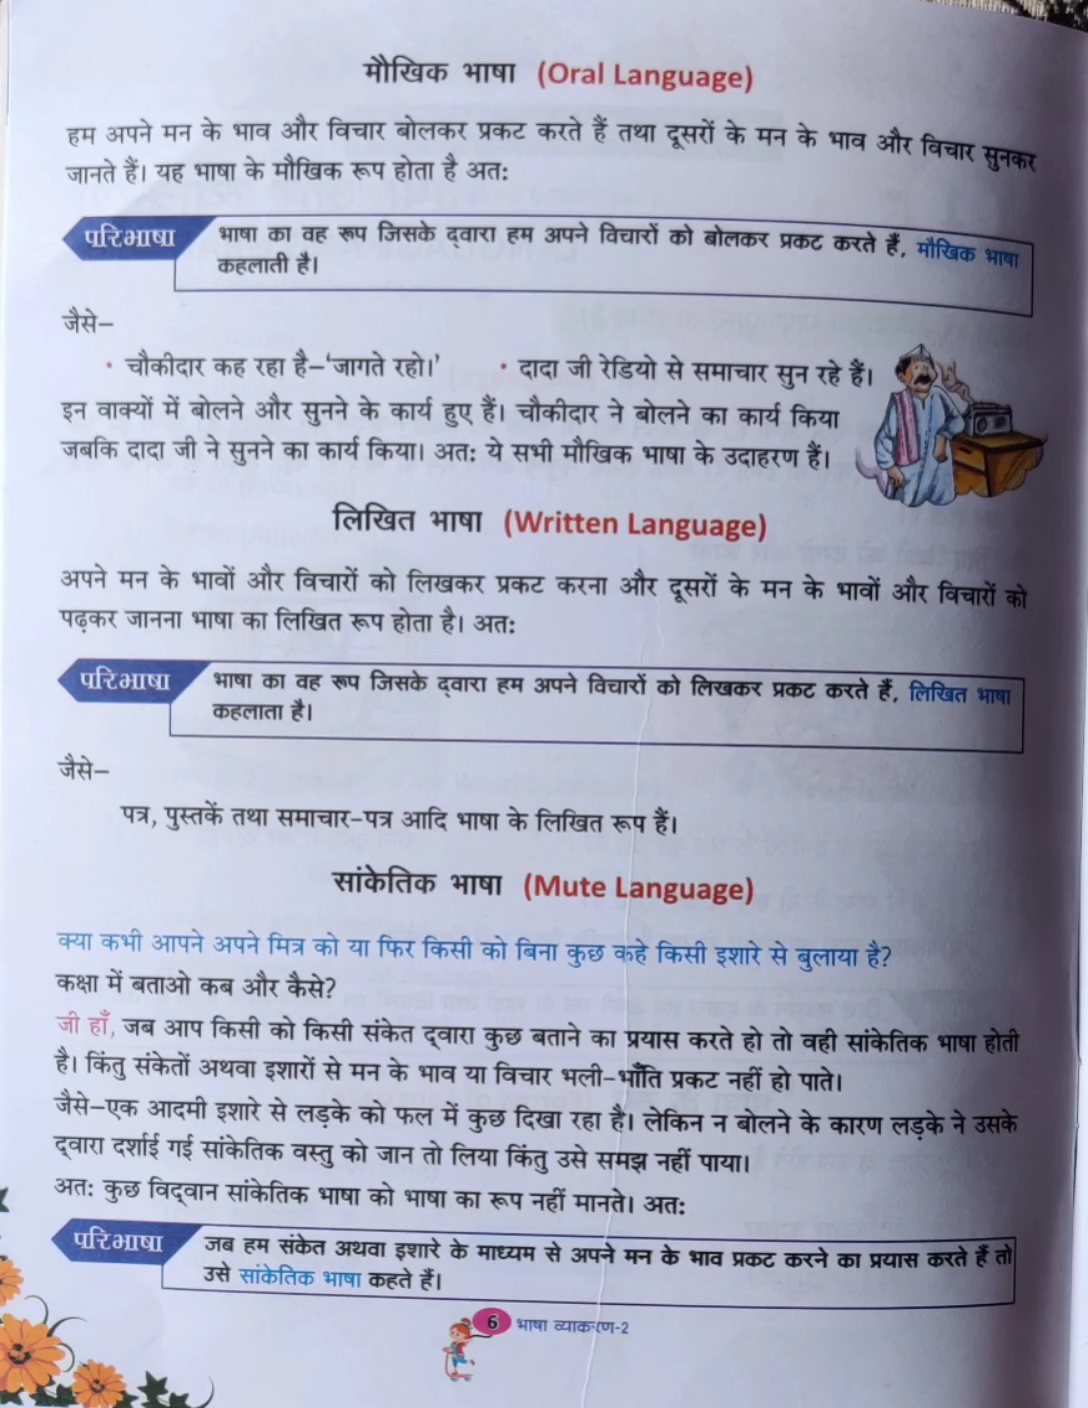 मौखिक भाषा (Oral Language)
हम अपने मन के भाव और विचार बोलकर प्रकट करते हैं तथा दूसरों के मन के भाव और विचार सुनकर
जानते हैं। यह भाषा के मौखिक रूप होता है अतः
परिभाषा
भाषा का वह रूप जिसके द्वारा हम अपने विचारों को बोलकर प्रकट करते हैं, मौखिक भाषा
कहलाती है।
जैसे–
• चौकीदार कह रहा है–‘जागते रहो।’ • दादा जी रेडियो से समाचार सुन रहे हैं।
इन वाक्यों में बोलने और सुनने के कार्य हुए हैं। चौकीदार ने बोलने का कार्य किया
जबकि दादा जी ने सुनने का कार्य किया। अतः ये सभी मौखिक भाषा के उदाहरण हैं।
लिखित भाषा (Written Language)
अपने मन के भावों और विचारों को लिखकर प्रकट करना और दूसरों के मन के भावों और विचारों को
पढ़कर जानना भाषा का लिखित रूप होता है। अतः
परिभाषा
भाषा का वह रूप जिसके द्वारा हम अपने विचारों को लिखकर प्रकट करते हैं, लिखित भाषा
कहलाता है।
जैसे–
पत्र, पुस्तकें तथा समाचार-पत्र आदि भाषा के लिखित रूप हैं।
सांकेतिक भाषा (Mute Language)
क्या कभी आपने अपने मित्र को या फिर किसी को बिना कुछ कहे किसी इशारे से बुलाया है?
कक्षा में बताओ कब और कैसे?
जी हाँ, जब आप किसी को किसी संकेत द्वारा कुछ बताने का प्रयास करते हो तो वही सांकेतिक भाषा होती
है। किंतु संकेतों अथवा इशारों से मन के भाव या विचार भली-भाँति प्रकट नहीं हो पाते।
जैसे–एक आदमी इशारे से लड़के को फल में कुछ दिखा रहा है। लेकिन न बोलने के कारण लड़के ने उसके
द्वारा दर्शाई गई सांकेतिक वस्तु को जान तो लिया किंतु उसे समझ नहीं पाया।
अतः कुछ विद्वान सांकेतिक भाषा को भाषा का रूप नहीं मानते। अतः
परिभाषा
जब हम संकेत अथवा इशारे के माध्यम से अपने मन के भाव प्रकट करने का प्रयास करते हैं तो
उसे सांकेतिक भाषा कहते हैं।
6 भाषा व्याकरण-2